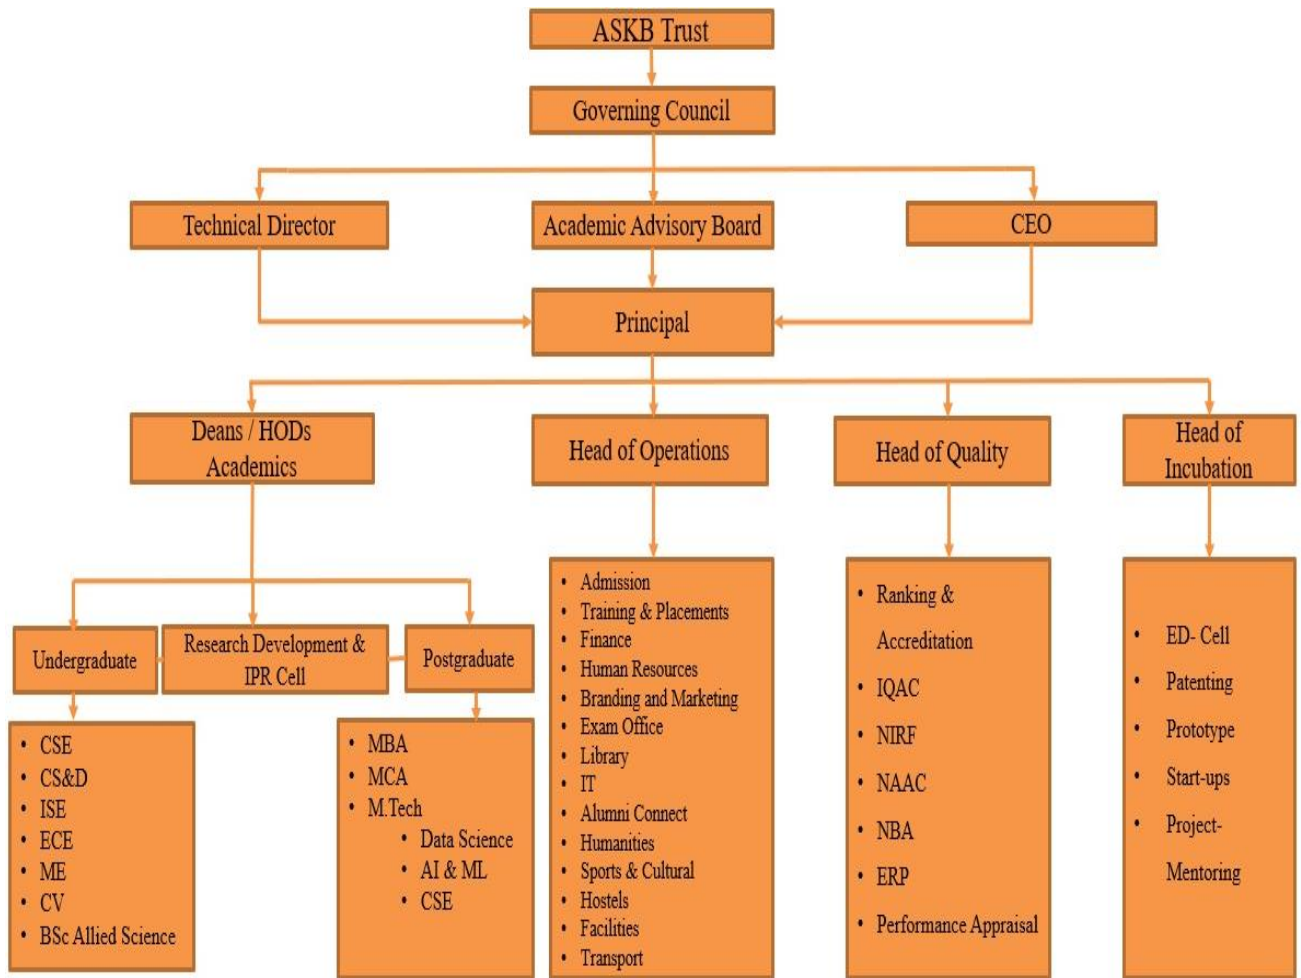 ASKB Trust
Governing Council
Technical Director
Academic Advisory Board
CEO
Principal
Deans / HODs
Academics
Head of Operations
Head of Quality
Head of
Incubation
Undergraduate
Research Development &
IPR Cell
Postgraduate
• CSE
• CS&D
• ISE
• ECE
• ME
• CV
• BSc Allied Science
• MBA
• MCA
• M.Tech
• Data Science
• AI & ML
• CSE
• Admission
• Training & Placements
• Finance
• Human Resources
• Branding and Marketing
• Exam Office
• Library
• IT
• Alumni Connect
• Humanities
• Sports & Cultural
• Hostels
• Facilities
• Transport
• Ranking &
Accreditation
• IQAC
• NIRF
• NAAC
• NBA
• ERP
• Performance Appraisal
• ED- Cell
• Patenting
• Prototype
• Start-ups
• Project-
Mentoring